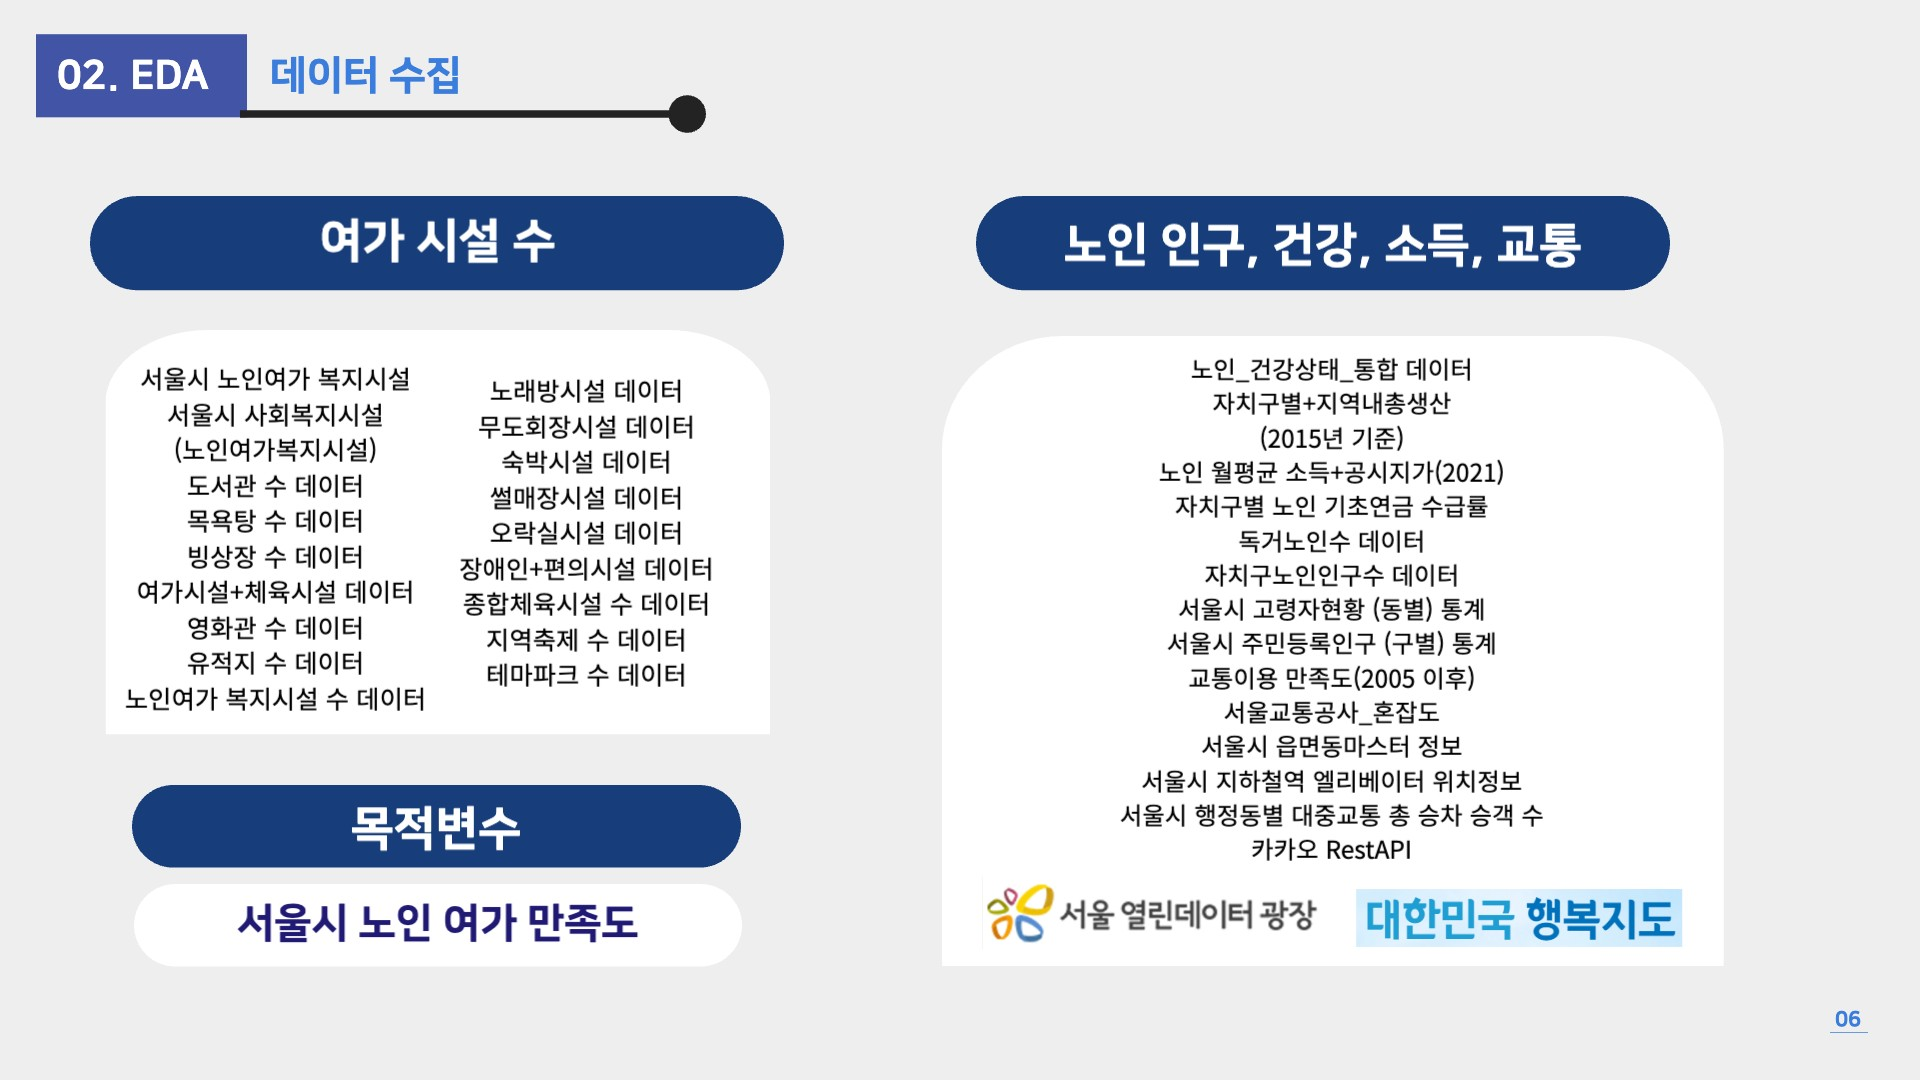 02. EDA
데이터 수집
여가 시설 수
서울시 노인여가 복지시설
서울시 사회복지시설
(노인여가복지시설)
도서관 수 데이터
목욕탕 수 데이터
빙상장 수 데이터
여가시설+체육시설 데이터
영화관 수 데이터
유적지 수 데이터
노인여가 복지시설 수 데이터
노래방시설 데이터
무도회장시설 데이터
숙박시설 데이터
썰매장시설 데이터
오락실시설 데이터
장애인+편의시설 데이터
종합체육시설 수 데이터
지역축제 수 데이터
테마파크 수 데이터
목적변수
서울시 노인 여가 만족도
노인 인구, 건강, 소득, 교통
노인_건강상태_통합 데이터
자치구별+지역내총생산
(2015년 기준)
노인 월평균 소득+공시지가(2021)
자치구별 노인 기초연금 수급률
독거노인수 데이터
자치구노인인구수 데이터
서울시 고령자현황 (동별) 통계
서울시 주민등록인구 (구별) 통계
교통이용 만족도(2005 이후)
서울교통공사_혼잡도
서울시 읍면동마스터 정보
서울시 지하철역 엘리베이터 위치정보
서울시 행정동별 대중교통 총 승차 승객 수
카카오 RestAPI
서울 열린데이터 광장
대한민국 행복지도
06